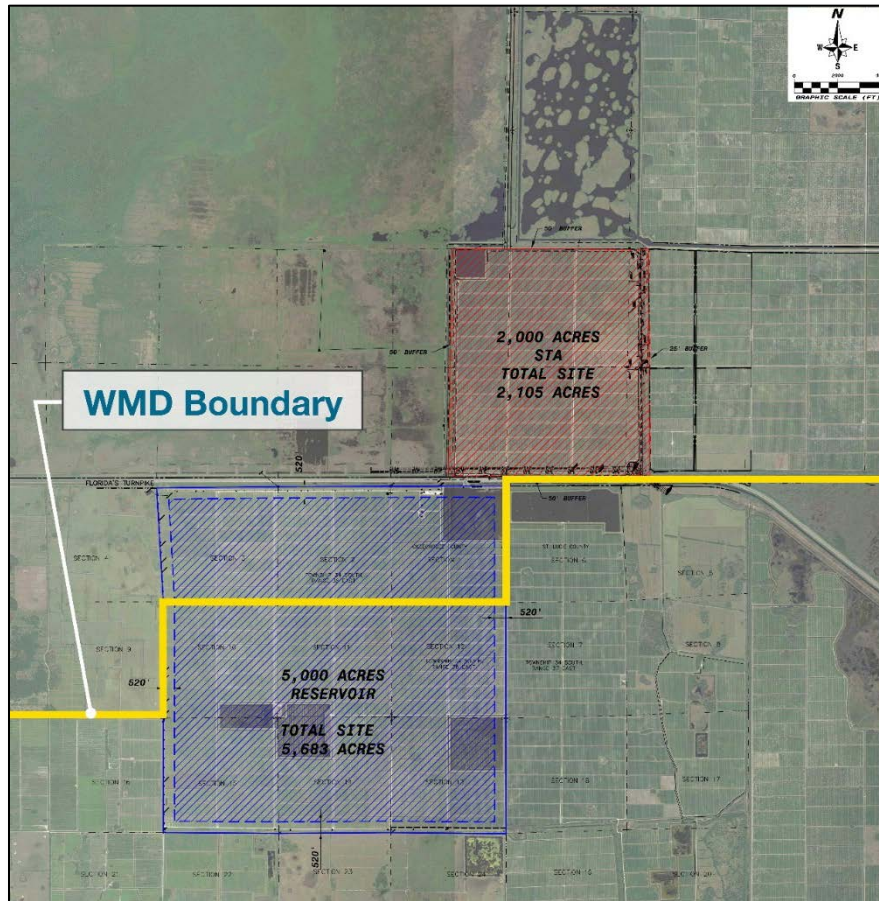 N
W E
S
GRAPHIC SCALE (FT)
50' BUFFER
2,000 ACRES
STA
TOTAL SITE
2,105 ACRES
50' BUFFER
25' BUFFER
WMD Boundary
520'
FLORIDA'S TURNPIKE
50' BUFFER
SECTION 4
SECTION 3
SECTION 2
OKEECHOBEE COUNTY
ST. LUCIE COUNTY
SECTION 6
SECTION 5
520'
SECTION 9
SECTION 10
SECTION 11
SECTION 12
SECTION 7
SECTION 8
TOWNSHIP 34 SOUTH,
520'
5,000 ACRES
RESERVOIR
TOTAL SITE
5,683 ACRES
SECTION 16
SECTION 15
SECTION 14
SECTION 13
SECTION 18
SECTION 17
520'
SECTION 21
SECTION 22
SECTION 23
SECTION 24
SECTION 20